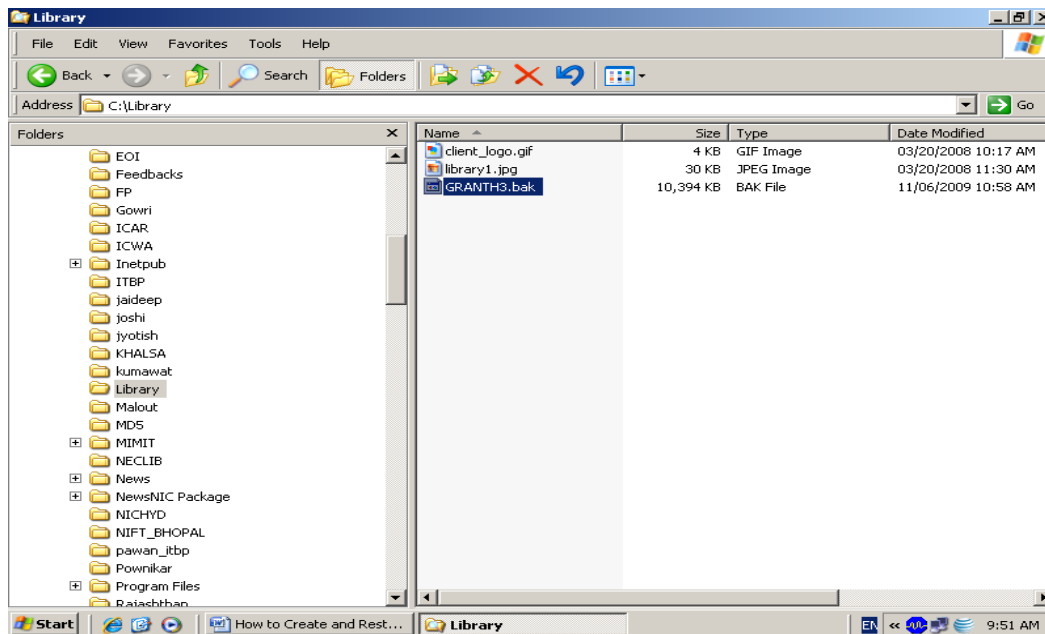 Library
File Edit View Favorites Tools Help
Back Search Folders
Address C:\Library Go
Folders
EOI
Feedbacks
FP
Gowri
ICAR
ICWA
Inetpub
ITBP
jaideep
joshi
jyotish
KHALSA
kumawat
Library
Malout
MD5
MIMIT
NECLIB
News
NewsNIC Package
NICHYD
NIFT_BHOPAL
pawan_itbp
Pownikar
Program Files
Rajashthan
Name Size Type Date Modified
client_logo.gif 4 KB GIF Image 03/20/2008 10:17 AM
library1.jpg 30 KB JPEG Image 03/20/2008 11:30 AM
GRANTH3.bak 10,394 KB BAK File 11/06/2009 10:58 AM
Start How to Create and Rest... Library EN « 9:51 AM